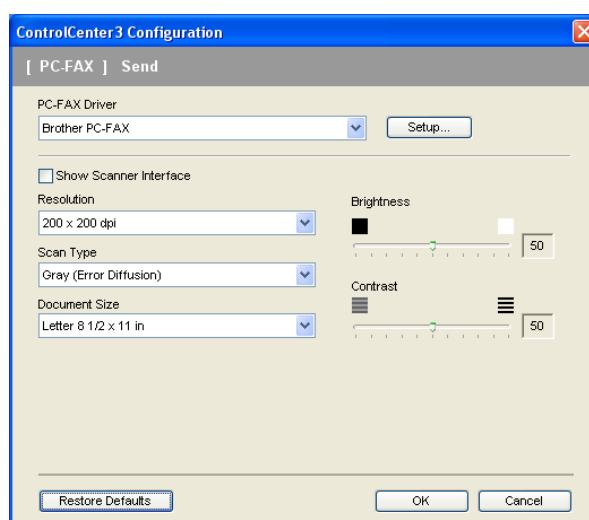 ControlCenter3 Configuration
[ PC-FAX ] Send
PC-FAX Driver
Brother PC-FAX
Setup...
Show Scanner Interface
Resolution
200 x 200 dpi
Scan Type
Gray (Error Diffusion)
Document Size
Letter 8 1/2 x 11 in
Brightness
50
Contrast
50
Restore Defaults
OK
Cancel